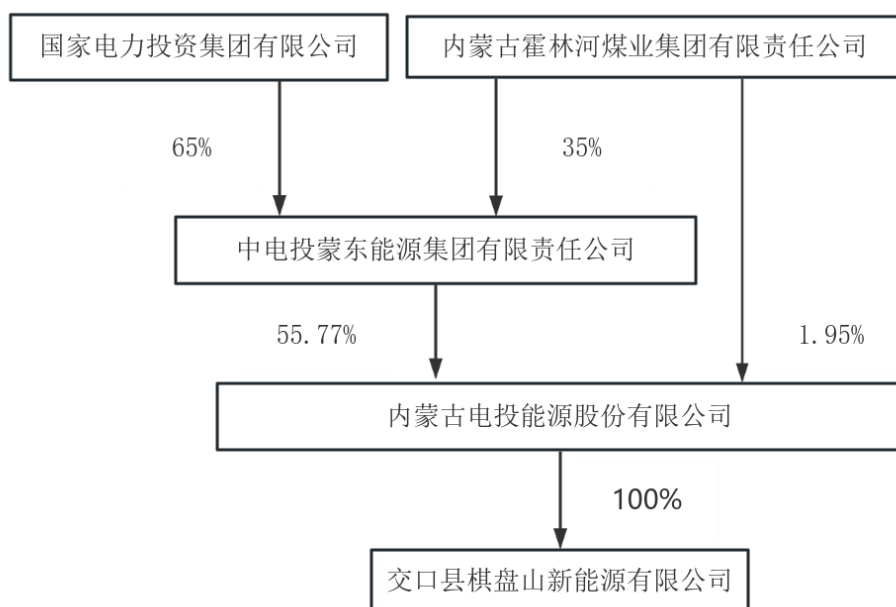 国家电力投资集团有限公司
内蒙古霍林河煤业集团有限责任公司
65%
35%
中电投蒙东能源集团有限责任公司
55.77%
1.95%
内蒙古电投能源股份有限公司
100%
交口县棋盘山新能源有限公司